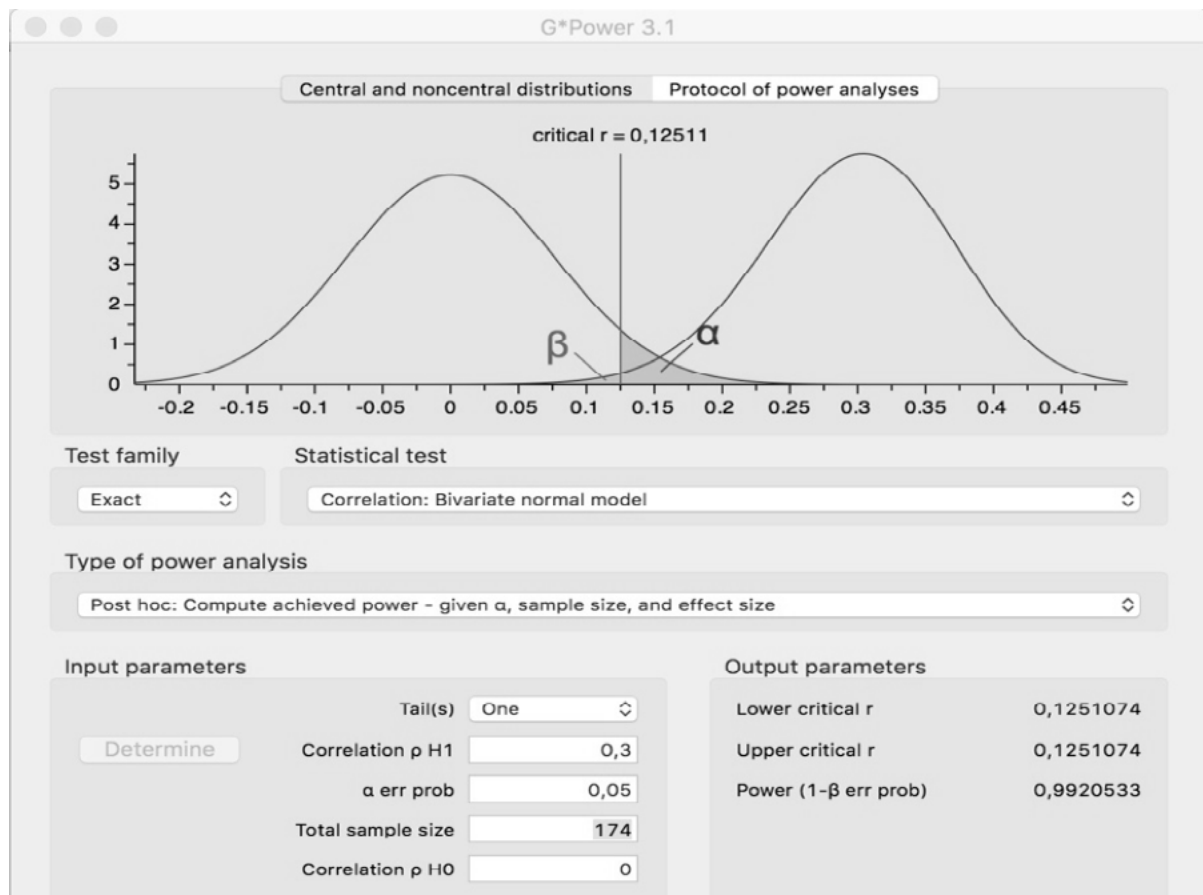 G*Power 3.1
Central and noncentral distributions Protocol of power analyses
critical r = 0,12511
5
4
3
2
1
0
β α
-0.2 -0.15 -0.1 -0.05 0 0.05 0.1 0.15 0.2 0.25 0.3 0.35 0.4 0.45
Test family Statistical test
Exact Correlation: Bivariate normal model
Type of power analysis
Post hoc: Compute achieved power - given α, sample size, and effect size
Input parameters Output parameters
Tail(s) One Lower critical r 0,1251074
Determine Correlation ρ H1 0,3 Upper critical r 0,1251074
α err prob 0,05 Power (1-β err prob) 0,9920533
Total sample size 174
Correlation ρ H0 0